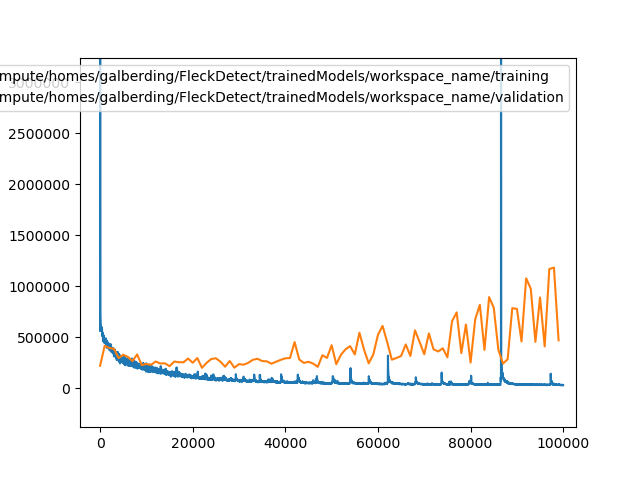 mpute/homes/galberding/FleckDetect/trainedModels/workspace_name/training
mpute/homes/galberding/FleckDetect/trainedModels/workspace_name/validation
3000000
2500000
2000000
1500000
1000000
500000
0
0 20000 40000 60000 80000 100000